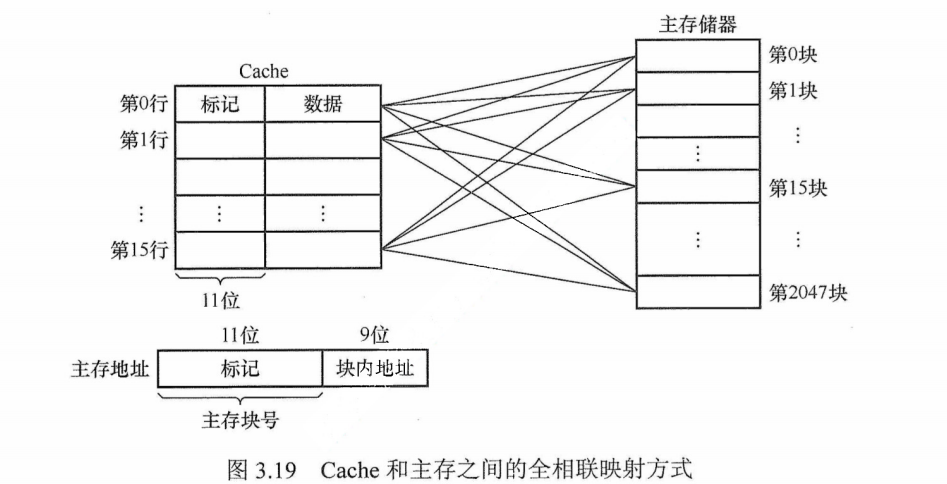 主存储器
Cache
第0行 标记 数据
第1行
⋮ ⋮ ⋮
第15行
11位
第0块
第1块
⋮
⋮
第15块
⋮ ⋮
第2047块
11位 9位
主存地址 标记 块内地址
主存块号
图 3.19 Cache 和主存之间的全相联映射方式